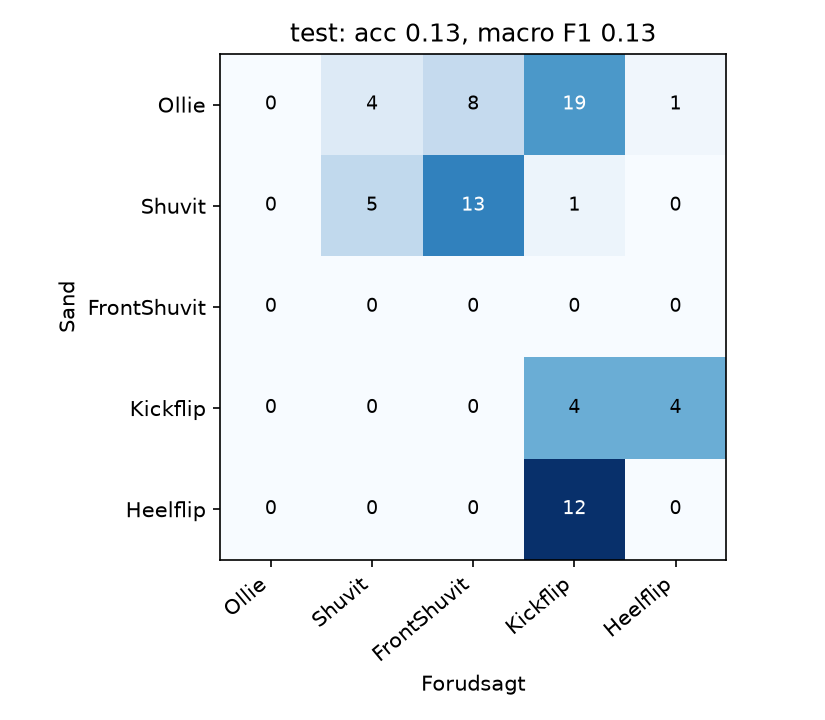 test: acc 0.13, macro F1 0.13
Ollie 0 4 8 19 1
Shuvit 0 5 13 1 0
FrontShuvit 0 0 0 0 0
Kickflip 0 0 0 4 4
Heelflip 0 0 0 12 0
Sand
Ollie Shuvit FrontShuvit Kickflip Heelflip
Forudsagt